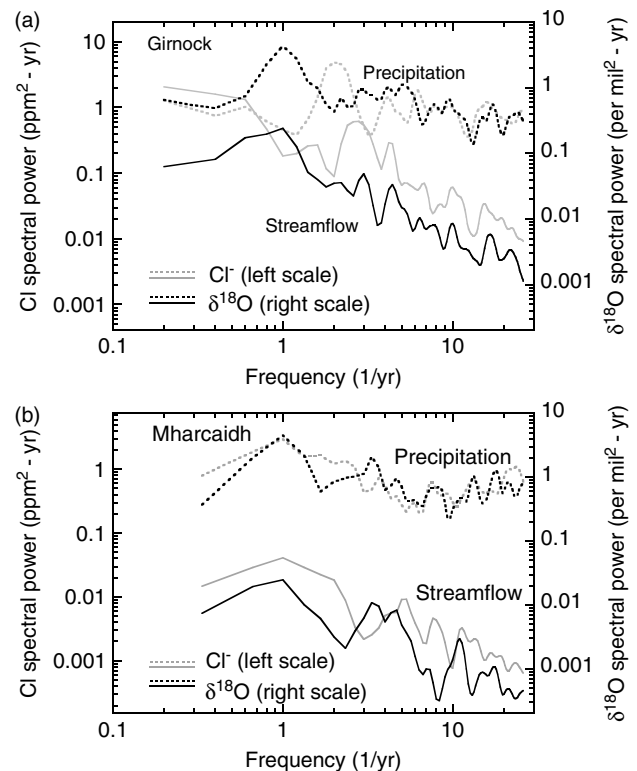 (a)
Girnock
Precipitation
Streamflow
Cl⁻ (left scale)
δ¹⁸O (right scale)
Cl spectral power (ppm² - yr)
10
1
0.1
0.01
0.001
δ¹⁸O spectral power (per mil² - yr)
10
1
0.1
0.01
0.001
0.1
1
10
Frequency (1/yr)
(b)
Mharcaidh
Precipitation
Streamflow
Cl⁻ (left scale)
δ¹⁸O (right scale)
Cl spectral power (ppm² - yr)
1
0.1
0.01
0.001
δ¹⁸O spectral power (per mil² - yr)
10
1
0.1
0.01
0.001
0.1
1
10
Frequency (1/yr)